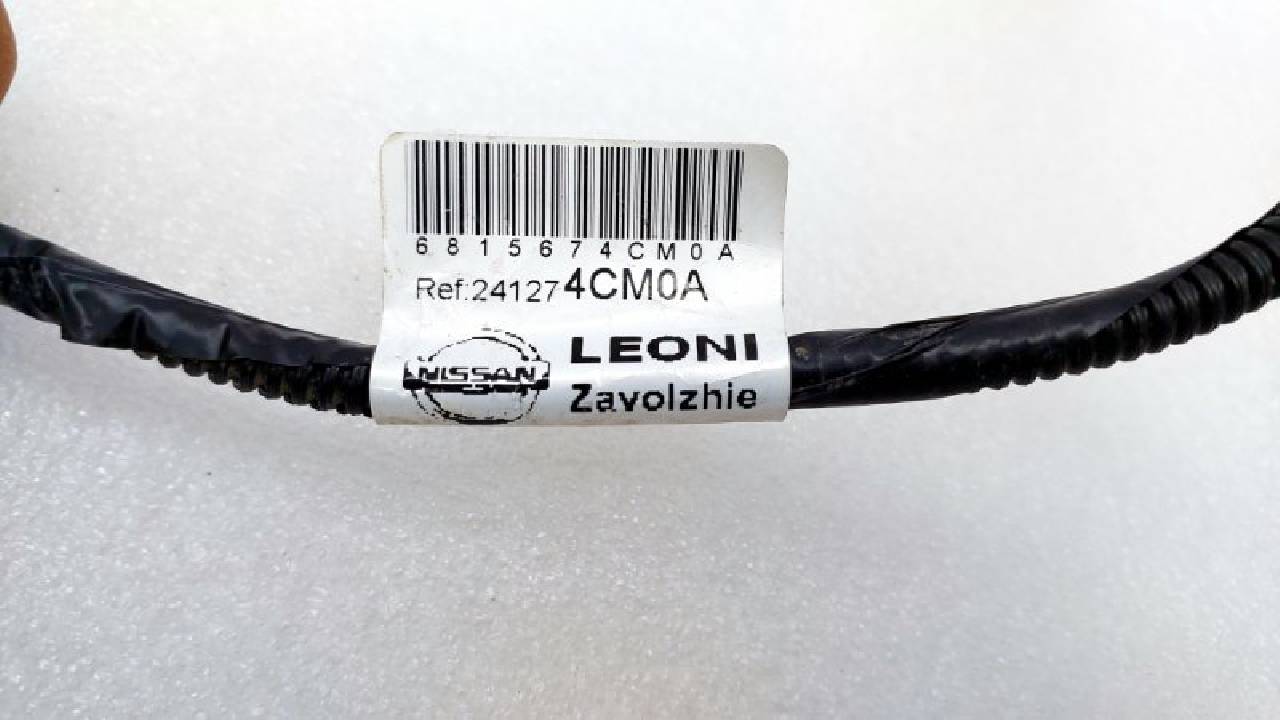 6815674CM0A
Ref:241274CM0A
NISSAN
LEONI
Zavolzhie